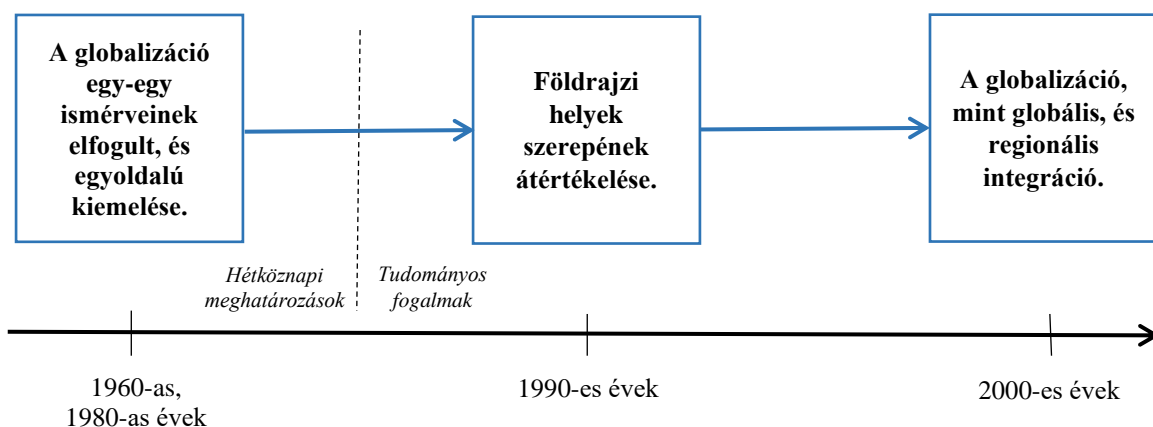 A globalizáció
egy-egy
ismérveinek
elfogult, és
egyoldalú
kiemelése.
Földrajzi
helyek
szerepének
átértékelése.
A globalizáció,
mint globális, és
regionális
integráció.
Hétköznapi
meghatározások
Tudományos
fogalmak
1960-as,
1980-as évek
1990-es évek
2000-es évek